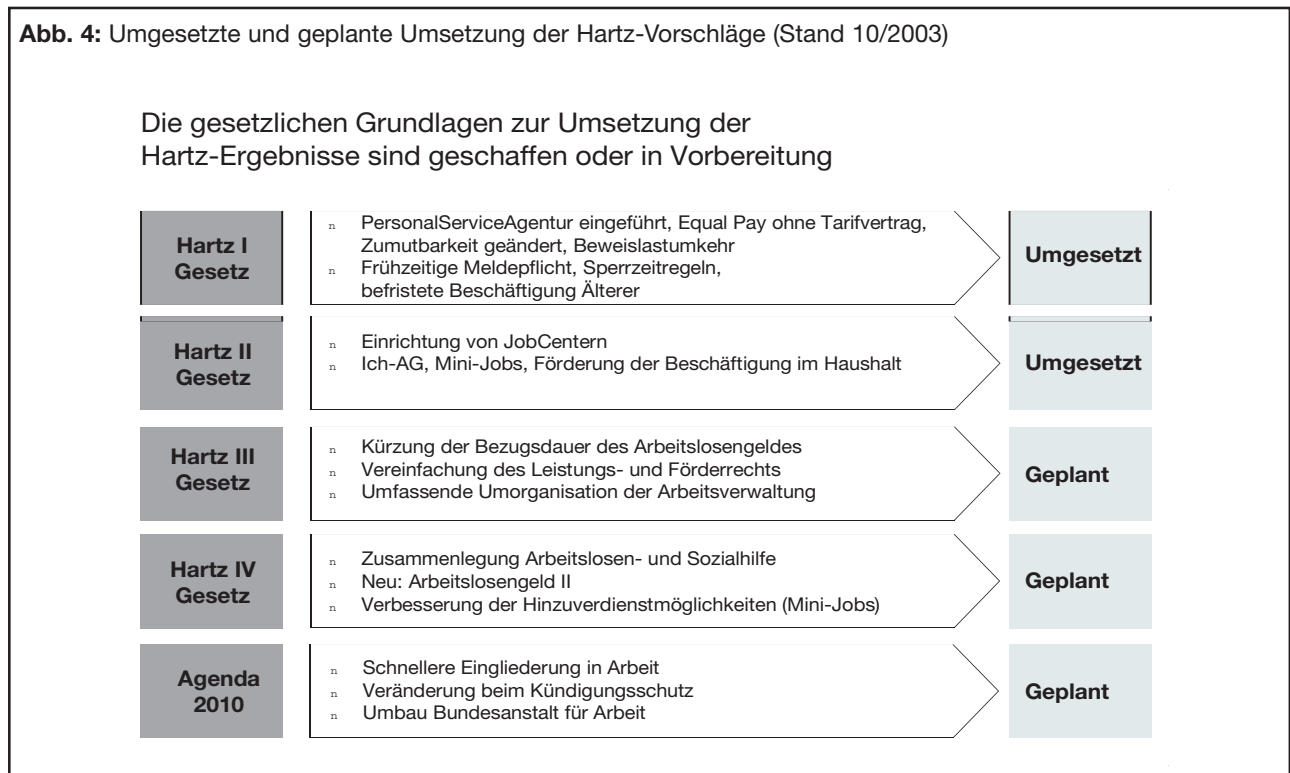 Abb. 4: Umgesetzte und geplante Umsetzung der Hartz-Vorschläge (Stand 10/2003)
Die gesetzlichen Grundlagen zur Umsetzung der
Hartz-Ergebnisse sind geschaffen oder in Vorbereitung
Hartz I
Gesetz
n PersonalServiceAgentur eingeführt, Equal Pay ohne Tarifvertrag,
Zumutbarkeit geändert, Beweislastumkehr
n Frühzeitige Meldepflicht, Sperrzeitregeln,
befristete Beschäftigung Älterer
Umgesetzt
Hartz II
Gesetz
n Einrichtung von JobCentern
n Ich-AG, Mini-Jobs, Förderung der Beschäftigung im Haushalt
Umgesetzt
Hartz III
Gesetz
n Kürzung der Bezugsdauer des Arbeitslosengeldes
n Vereinfachung des Leistungs- und Förderrechts
n Umfassende Umorganisation der Arbeitsverwaltung
Geplant
Hartz IV
Gesetz
n Zusammenlegung Arbeitslosen- und Sozialhilfe
n Neu: Arbeitslosengeld II
n Verbesserung der Hinzuverdienstmöglichkeiten (Mini-Jobs)
Geplant
Agenda
2010
n Schnellere Eingliederung in Arbeit
n Veränderung beim Kündigungsschutz
n Umbau Bundesanstalt für Arbeit
Geplant